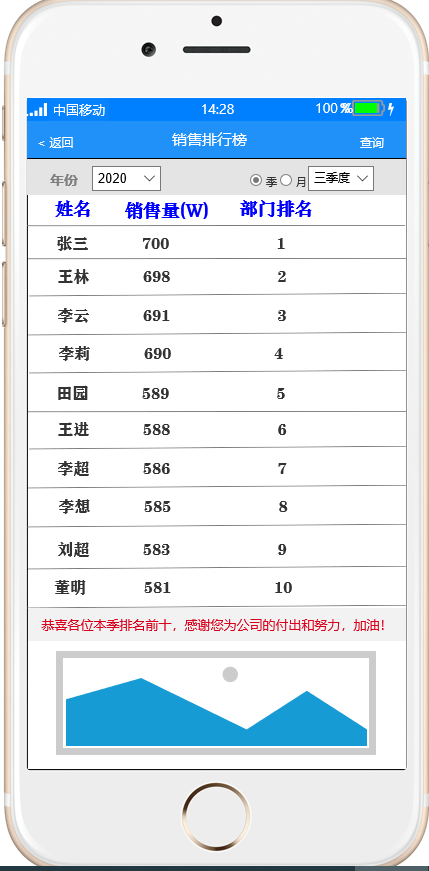 中国移动 14:28 100 %
< 返回 销售排行榜 查询
年份 2020 季 月 三季度
姓名 销售量(W) 部门排名
张三 700 1
王林 698 2
李云 691 3
李莉 690 4
田园 589 5
王进 588 6
李超 586 7
李想 585 8
刘超 583 9
董明 581 10
恭喜各位本季排名前十，感谢您为公司的付出和努力，加油！